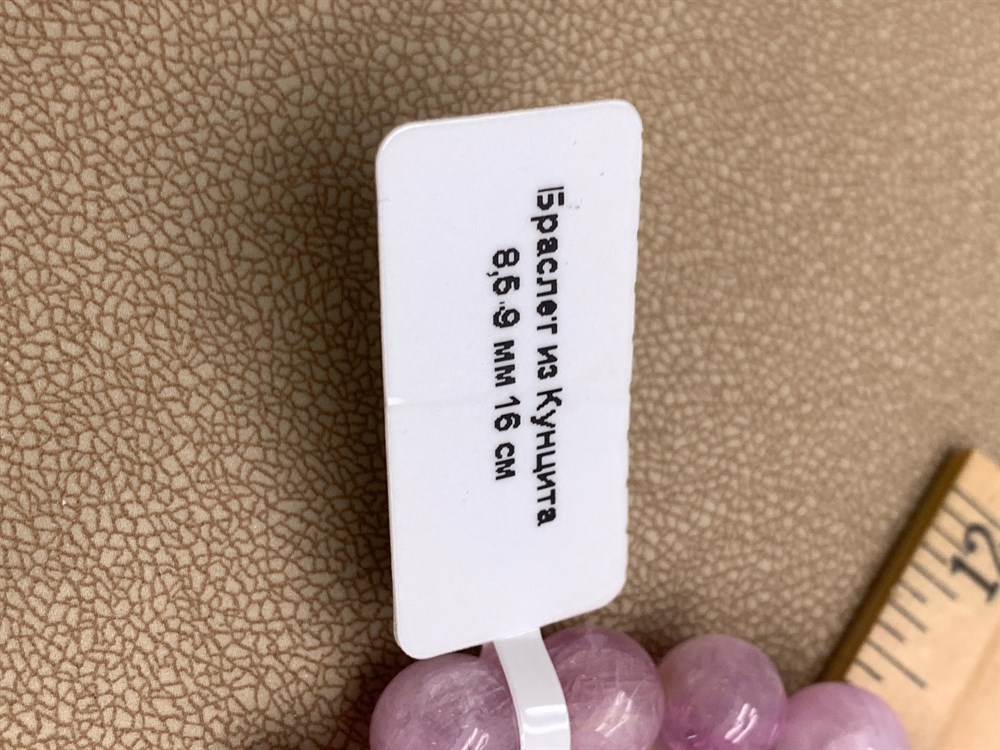 Браслет из Кунцита
8,5-9 мм 16 см
12